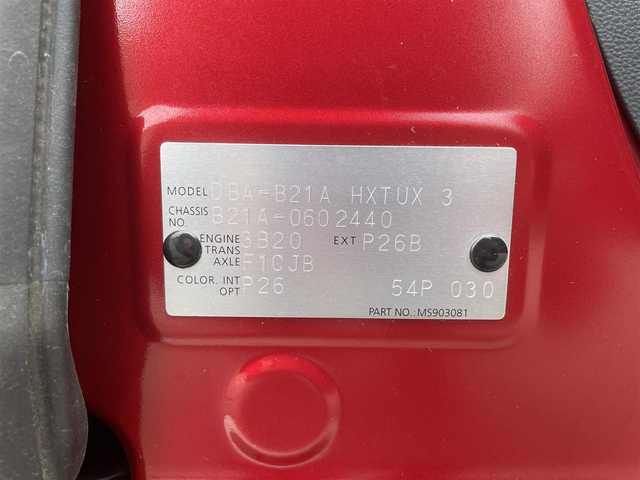 MODEL DBA-B21A HXTUX 3
CHASSIS NO. B21A-0602440
ENGINE 3B20 EXT P26B
TRANS AXLE F1CJB
COLOR. INT P26
OPT 54P 030
PART NO.: MS903081